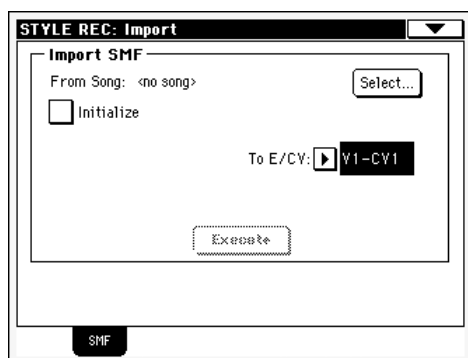 STYLE REC: Import
Import SMF
From Song: <no song>
Select...
Initialize
To E/CV: V1-CV1
Execute
SMF